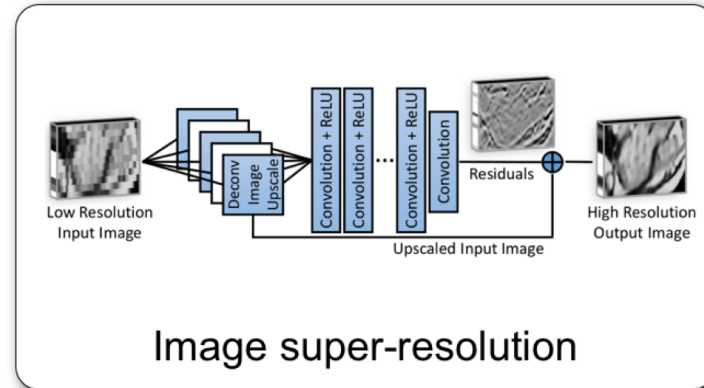 Low Resolution
Input Image
Deconv
Image
Upscale
Convolution + ReLU
Convolution + ReLU
...
Convolution + ReLU
Convolution
Residuals
Upscaled Input Image
High Resolution
Output Image
Image super-resolution